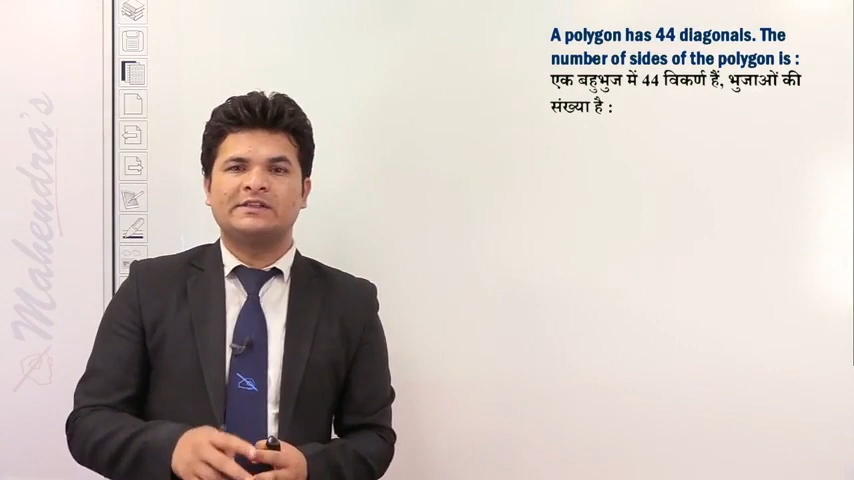 A polygon has 44 diagonals. The
number of sides of the polygon is :
एक बहुभुज में 44 विकर्ण हैं, भुजाओं की
संख्या है :
Mahendra's